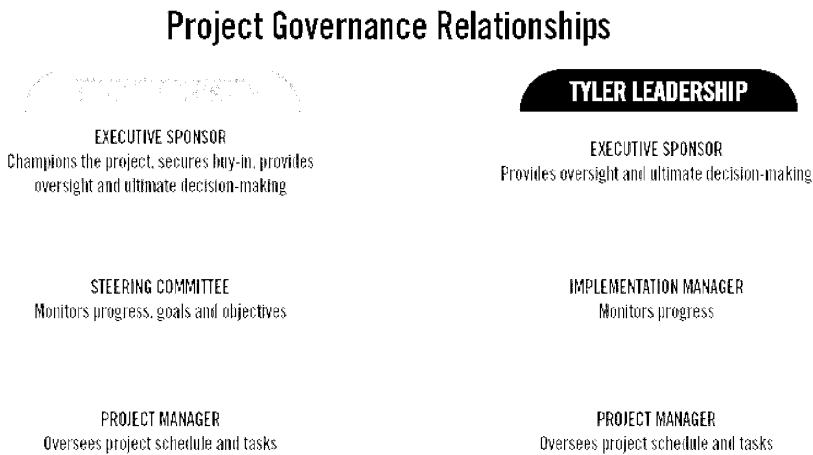 Project Governance Relationships
TYLER LEADERSHIP
EXECUTIVE SPONSOR
Champions the project, secures buy-in, provides
oversight and ultimate decision-making
EXECUTIVE SPONSOR
Provides oversight and ultimate decision-making
STEERING COMMITTEE
Monitors progress, goals and objectives
IMPLEMENTATION MANAGER
Monitors progress
PROJECT MANAGER
Oversees project schedule and tasks
PROJECT MANAGER
Oversees project schedule and tasks